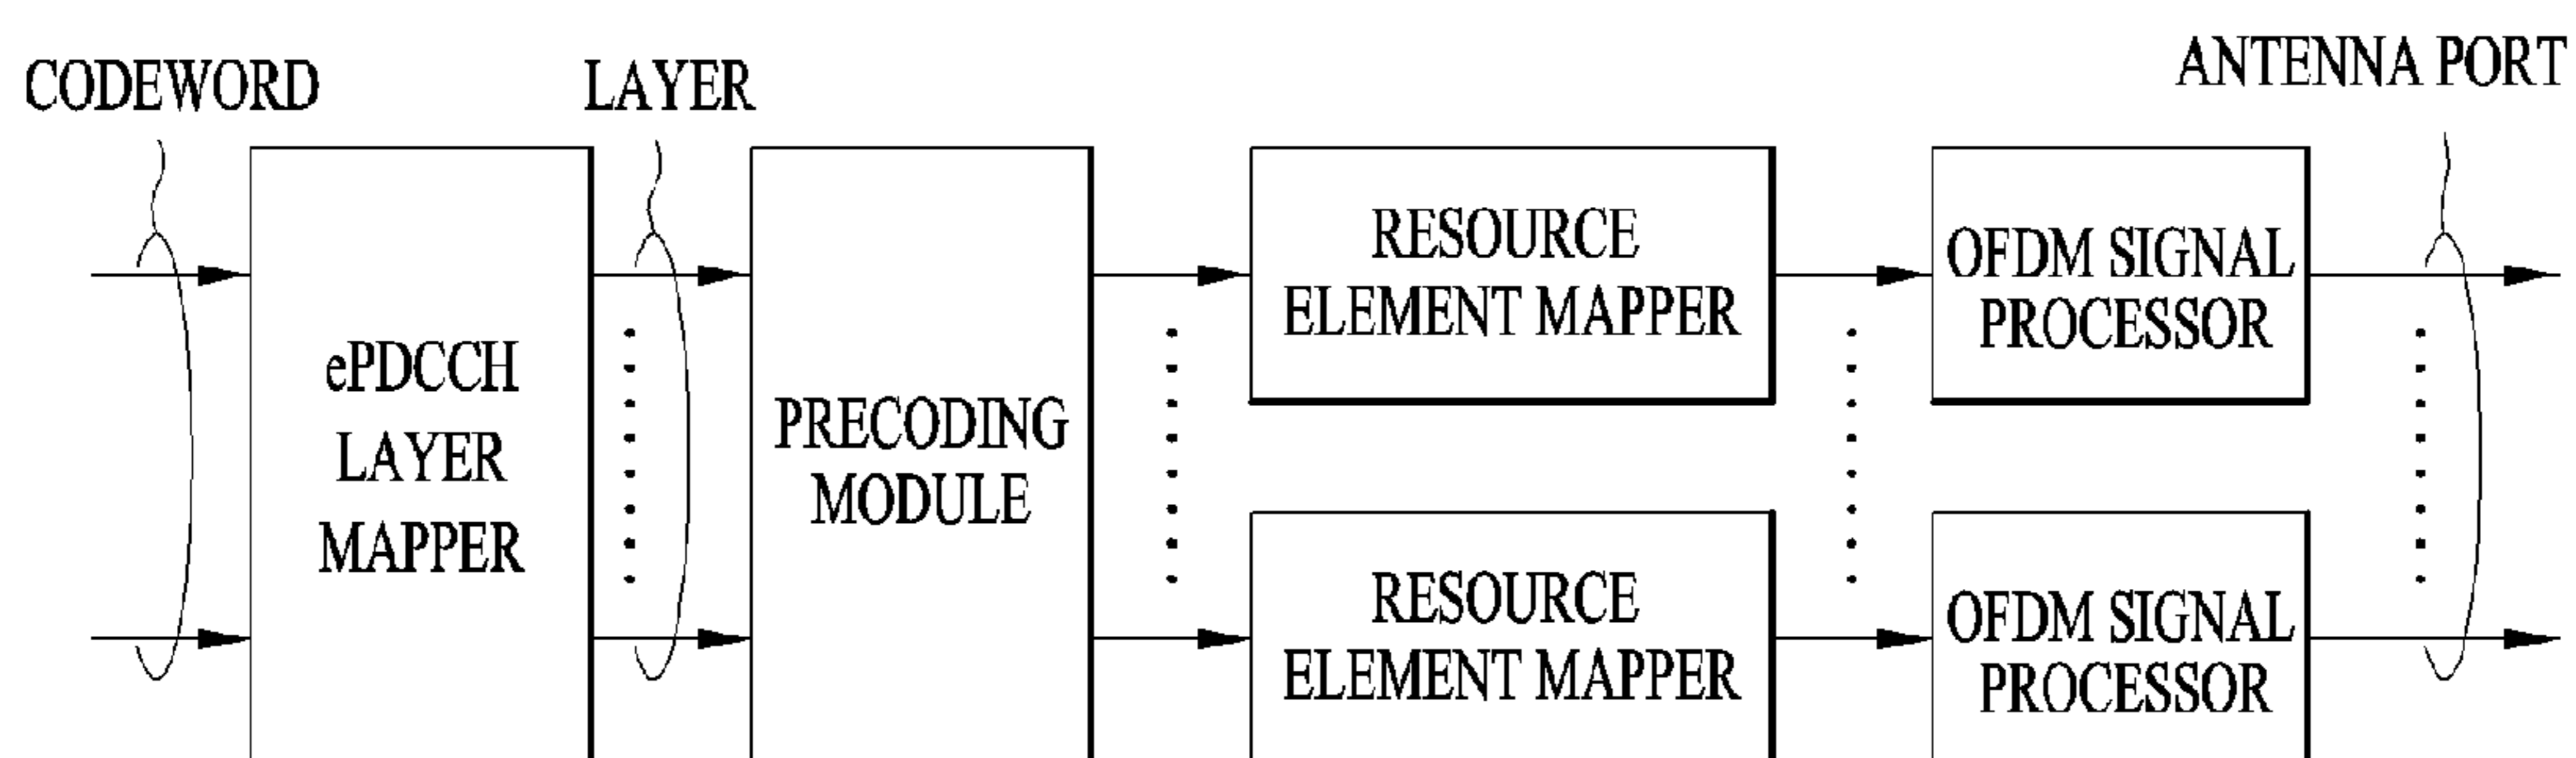 CODEWORD
LAYER
ANTENNA PORT
ePDCCH
LAYER
MAPPER
PRECODING
MODULE
RESOURCE
ELEMENT MAPPER
OFDM SIGNAL
PROCESSOR
RESOURCE
ELEMENT MAPPER
OFDM SIGNAL
PROCESSOR